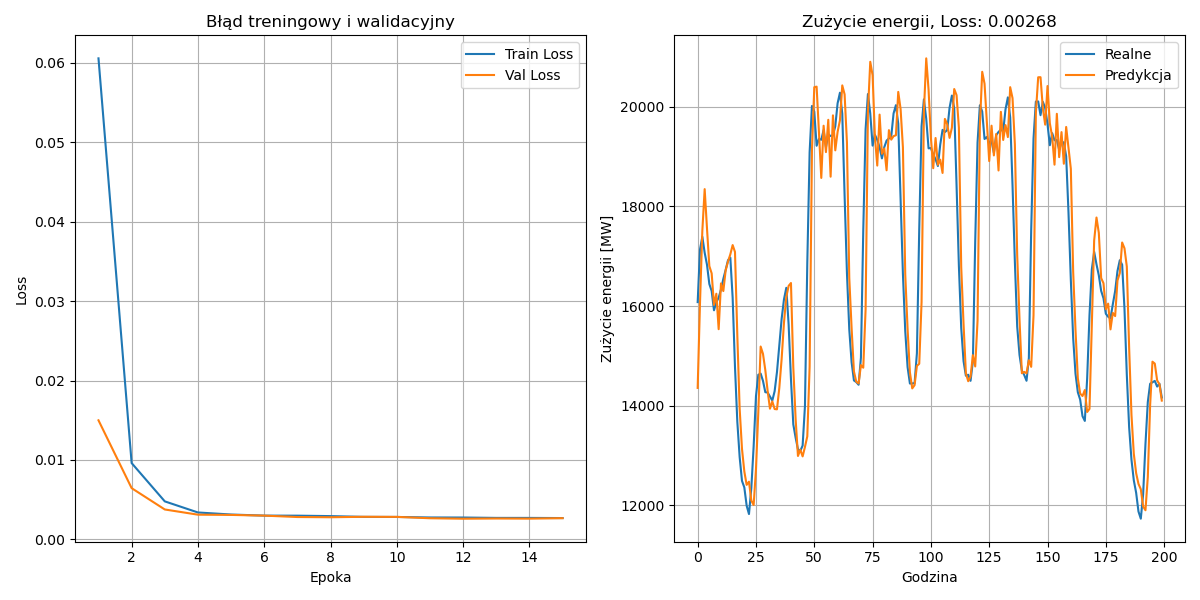 Błąd treningowy i walidacyjny
Train Loss
Val Loss
0.06
0.05
0.04
0.03
0.02
0.01
0.00
Loss
2
4
6
8
10
12
14
Epoka
Zużycie energii, Loss: 0.00268
Realne
Predykcja
20000
18000
16000
14000
12000
Zużycie energii [MW]
0
25
50
75
100
125
150
175
200
Godzina